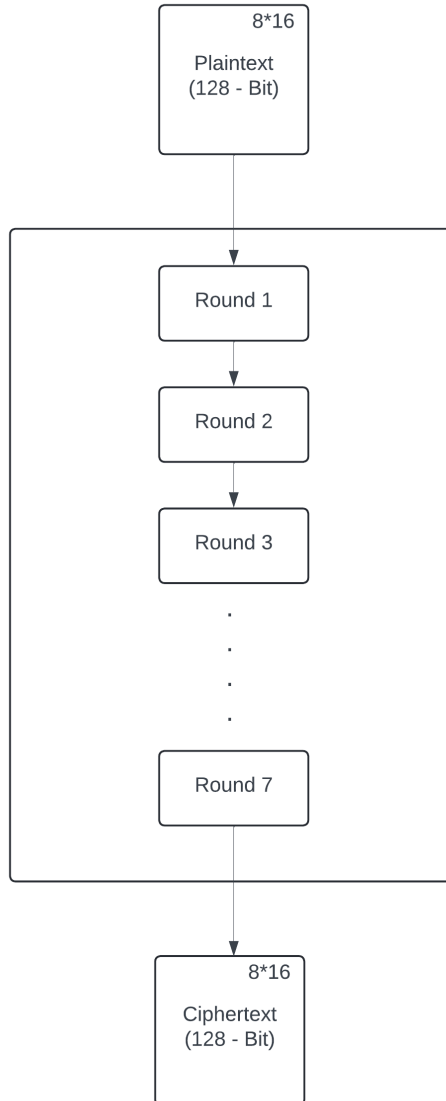 8*16
Plaintext
(128 - Bit)
Round 1
Round 2
Round 3
.
.
.
.
Round 7
8*16
Ciphertext
(128 - Bit)